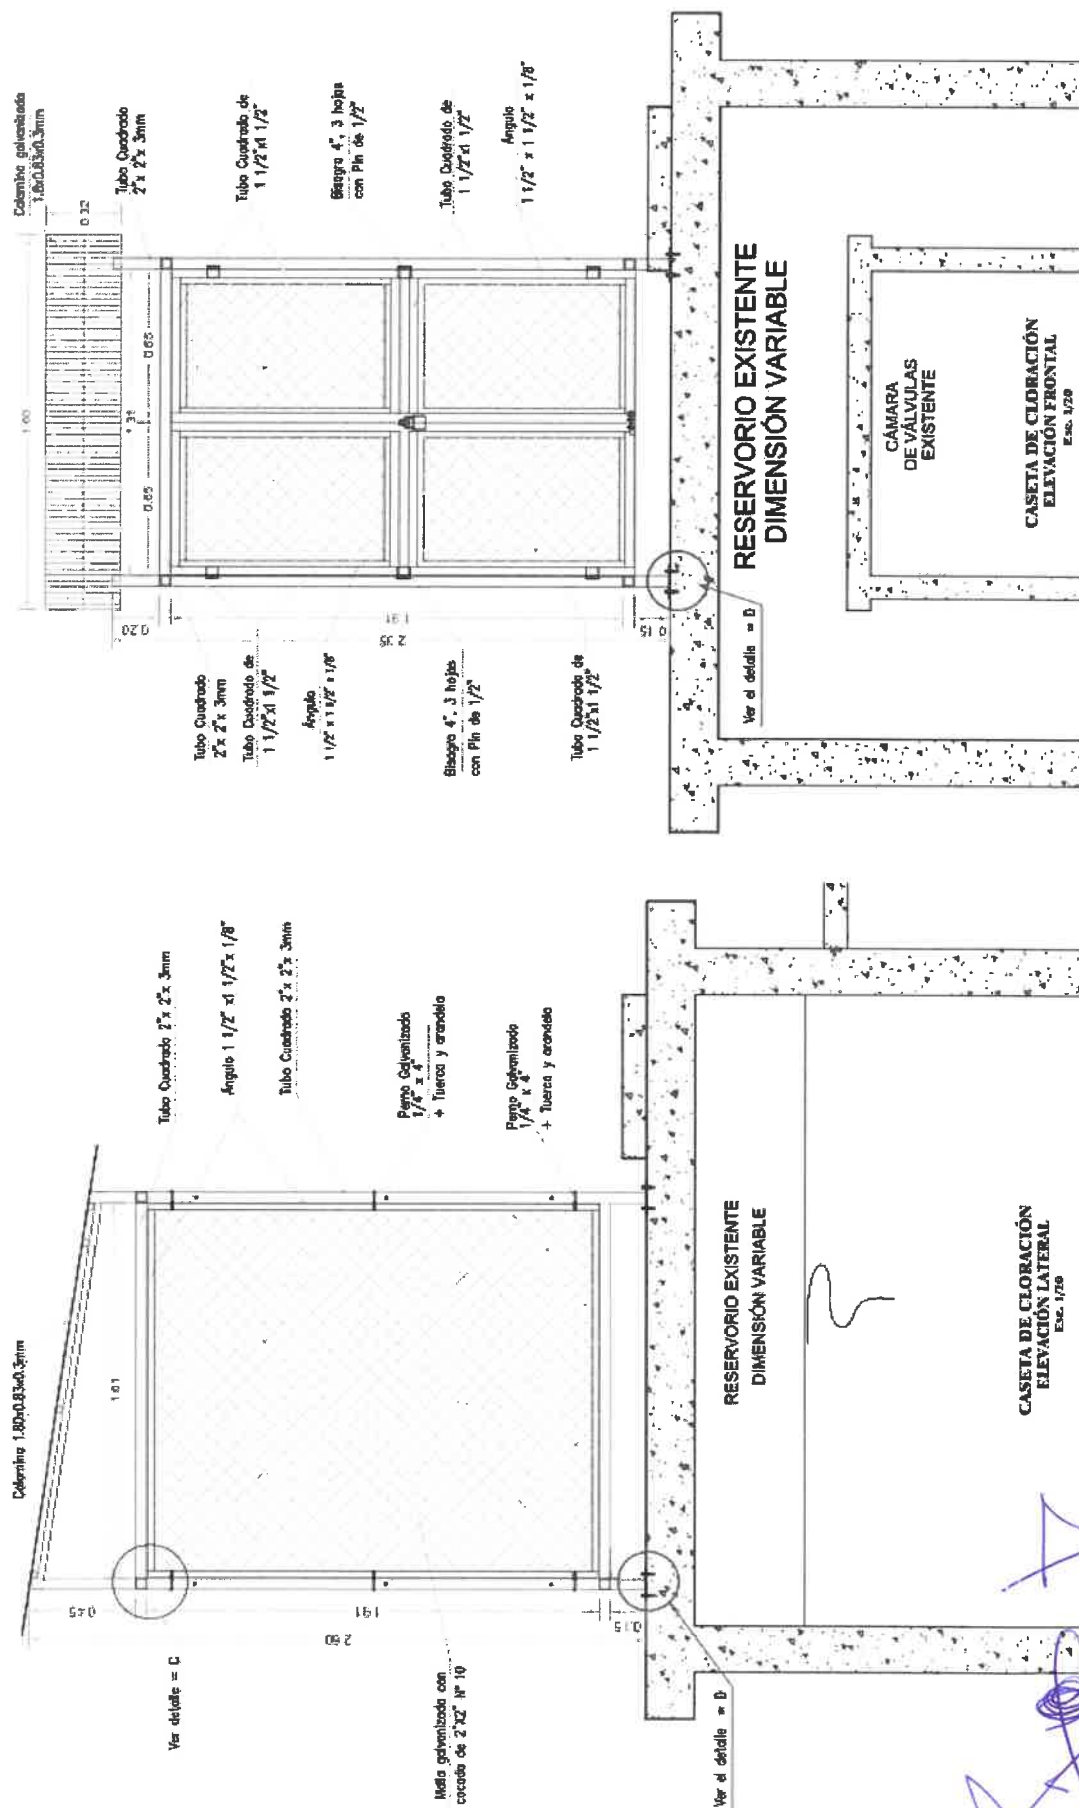 Calamina 1.80x0.83x0.3mm
1.01
0.45
1.91
2.60
0.15
Ver detalle = C
Malla galvanizada con
cocada de 2"X2" Nº 10
Tubo Cuadrado 2"x 2"x 3mm
Angulo 1 1/2" x1 1/2"x 1/8"
Tubo Cuadrado 2"x 2"x 3mm
Perno Galvanizado
1/4" x 4"
+ Tuerca y arandela
Perno Galvanizado
1/4" x 4"
+ Tuerca y arandela
Ver el detalle = D
RESERVORIO EXISTENTE
DIMENSIÓN VARIABLE
CASETA DE CLORACIÓN
ELEVACIÓN LATERAL
Esc. 1/20
Calamina galvanizada
1.8x0.83x0.3mm
0.32
0.65
1.31
0.65
0.20
1.91
2.35
0.15
Tubo Cuadrado
2"x 2"x 3mm
Tubo Cuadrado de
1 1/2"x1 1/2"
Angulo
1 1/2" x 1 1/2" x 1/8"
Bisagra 4", 3 hojas
con Pin de 1/2"
Tubo Cuadrado de
1 1/2"x1 1/2"
Tubo Cuadrado
2"x 2"x 3mm
Tubo Cuadrado de
1 1/2"x1 1/2"
Bisagra 4", 3 hojas
con Pin de 1/2"
Tubo Cuadrado de
1 1/2"x1 1/2"
Angulo
1 1/2" x 1 1/2" x 1/8"
Ver el detalle = D
RESERVORIO EXISTENTE
DIMENSIÓN VARIABLE
CÁMARA
DE VÁLVULAS
EXISTENTE
CASETA DE CLORACIÓN
ELEVACIÓN FRONTAL
Esc. 1/20